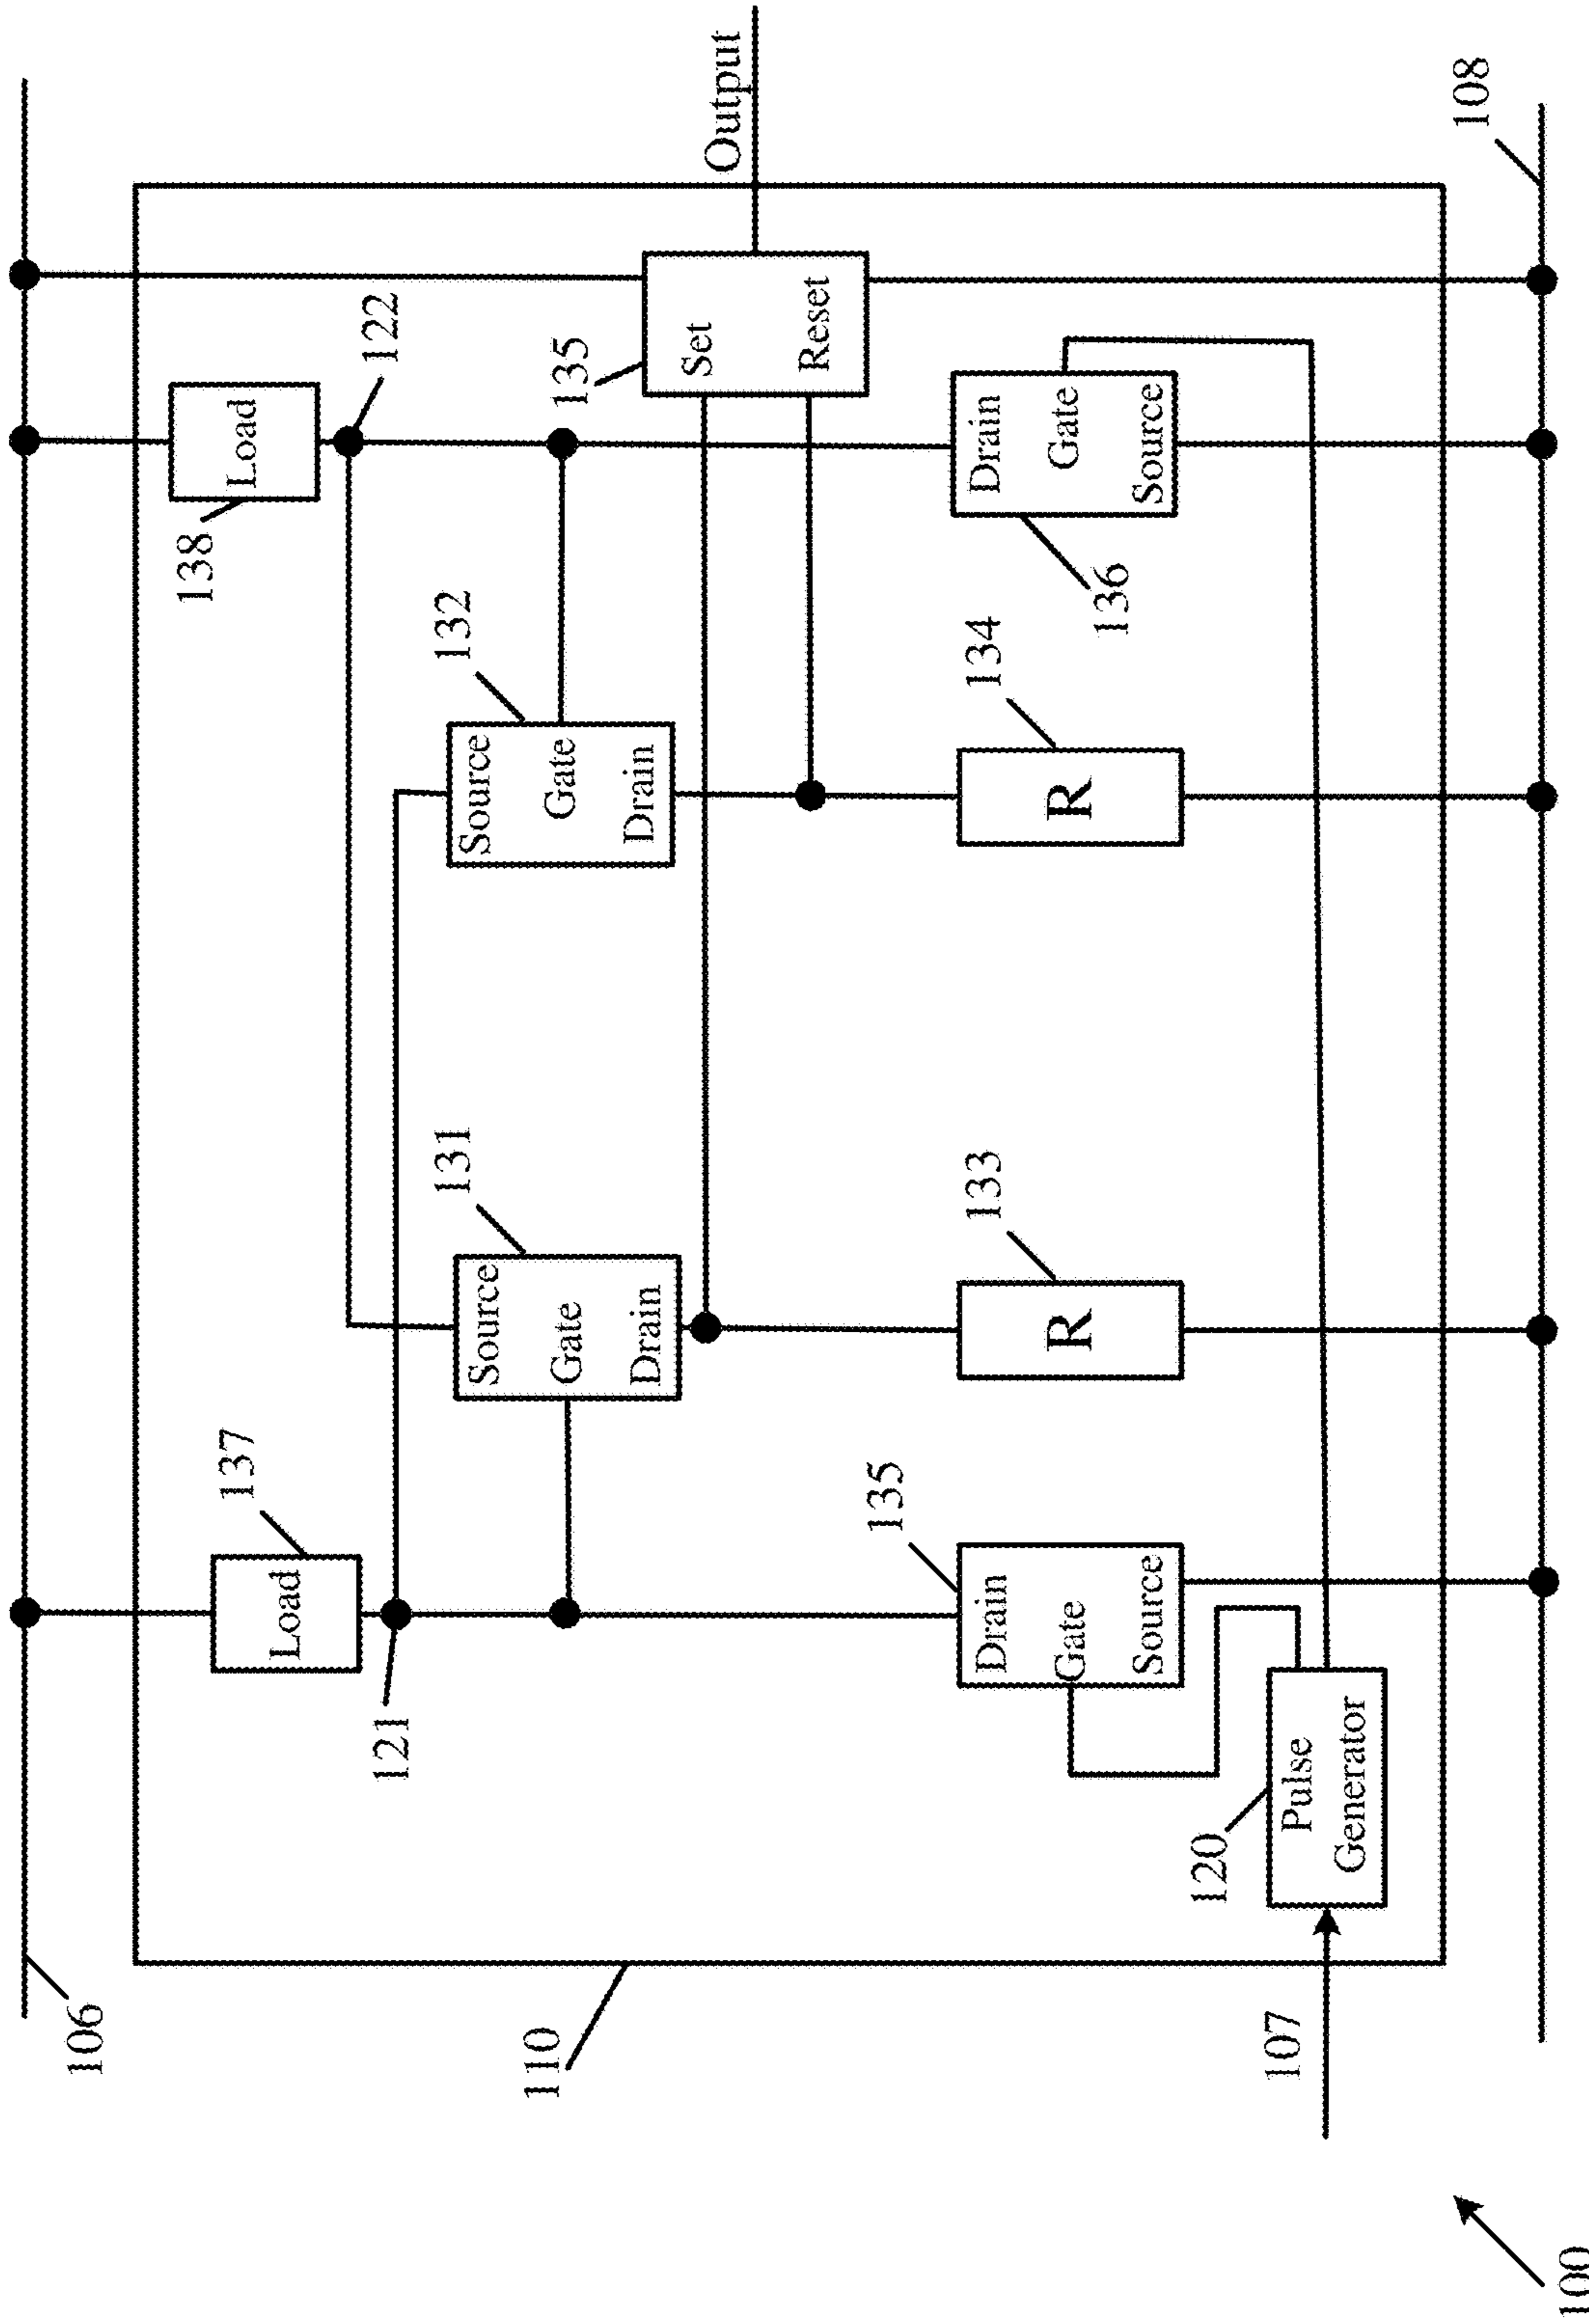 106
Output
138
Load
122
137
Load
121
132
Source
Gate
Drain
131
Source
Gate
Drain
135
Set
Reset
110
134
R
133
R
136
Drain
Gate
Source
135
Drain
Gate
Source
120
Pulse
Generator
107
108
100